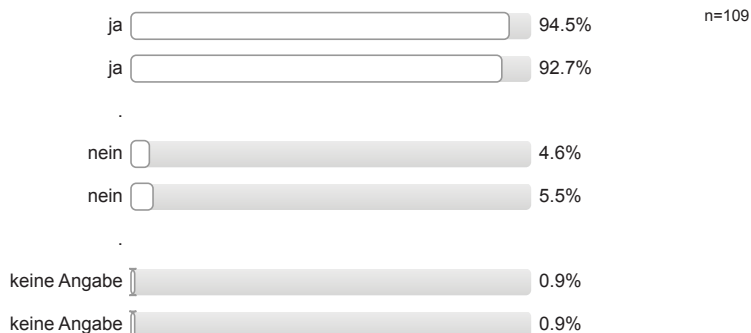 ja 94.5% n=109
ja 92.7%
.
nein 4.6%
nein 5.5%
.
keine Angabe 0.9%
keine Angabe 0.9%